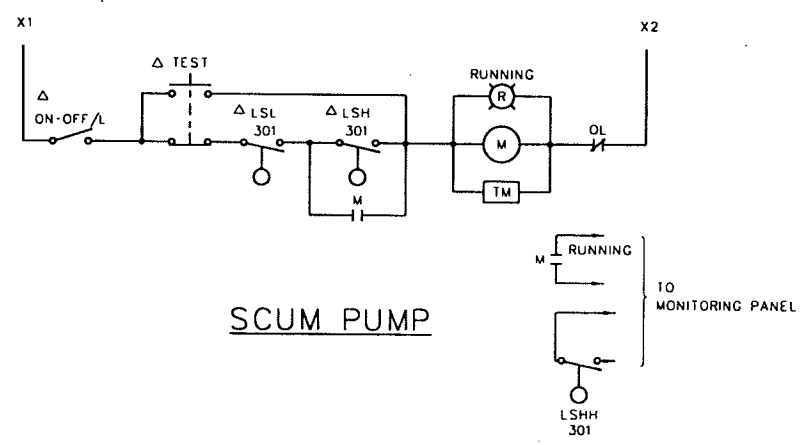 X1
X2
Δ TEST
RUNNING
R
Δ
ON-OFF/L
Δ LSL
301
Δ LSH
301
M
OL
TM
M
M
RUNNING
TO
MONITORING PANEL
SCUM PUMP
LSHH
301